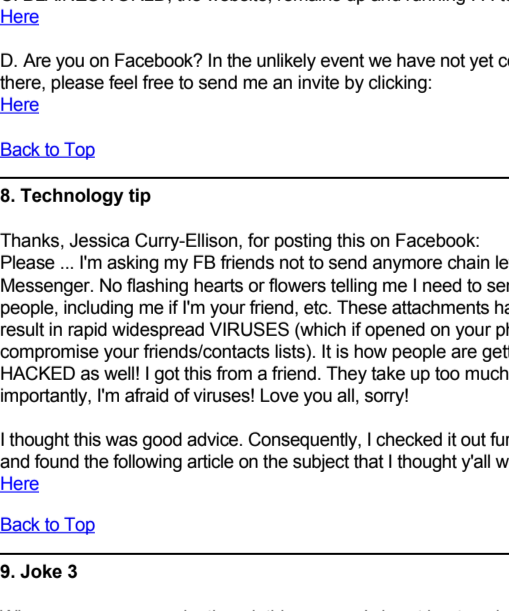 Here
D. Are you on Facebook? In the unlikely event we have not yet c
there, please feel free to send me an invite by clicking:
Here
Back to Top
8. Technology tip
Thanks, Jessica Curry-Ellison, for posting this on Facebook:
Please ... I'm asking my FB friends not to send anymore chain le
Messenger. No flashing hearts or flowers telling me I need to se
people, including me if I'm your friend, etc. These attachments ha
result in rapid widespread VIRUSES (which if opened on your ph
compromise your friends/contacts lists). It is how people are gett
HACKED as well! I got this from a friend. They take up too much
importantly, I'm afraid of viruses! Love you all, sorry!
I thought this was good advice. Consequently, I checked it out fur
and found the following article on the subject that I thought y'all w
Here
Back to Top
9. Joke 3